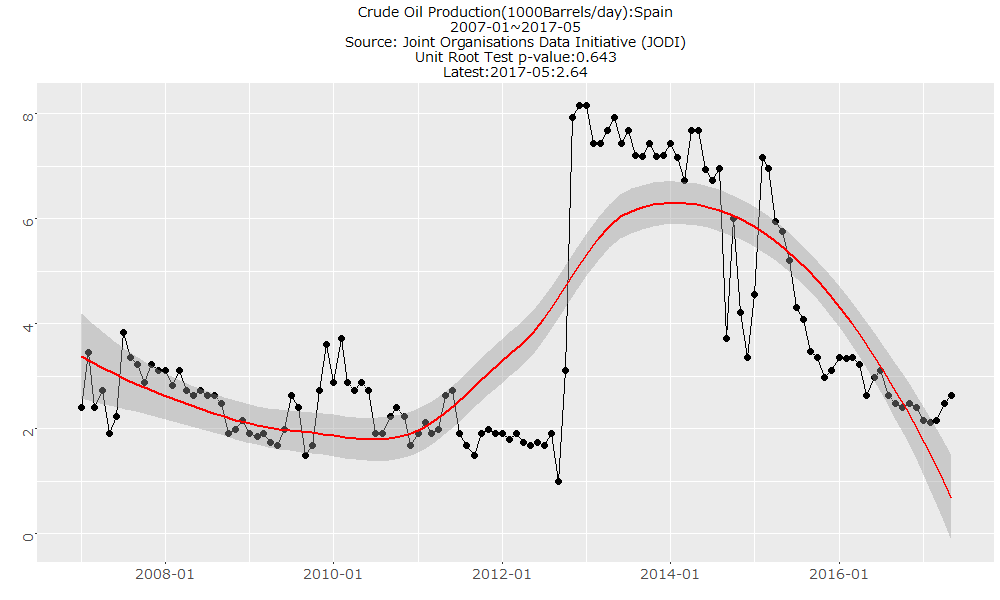 Crude Oil Production(1000Barrels/day):Spain
2007-01~2017-05
Source: Joint Organisations Data Initiative (JODI)
Unit Root Test p-value:0.643
Latest:2017-05:2.64
8
6
4
2
0
2008-01 2010-01 2012-01 2014-01 2016-01